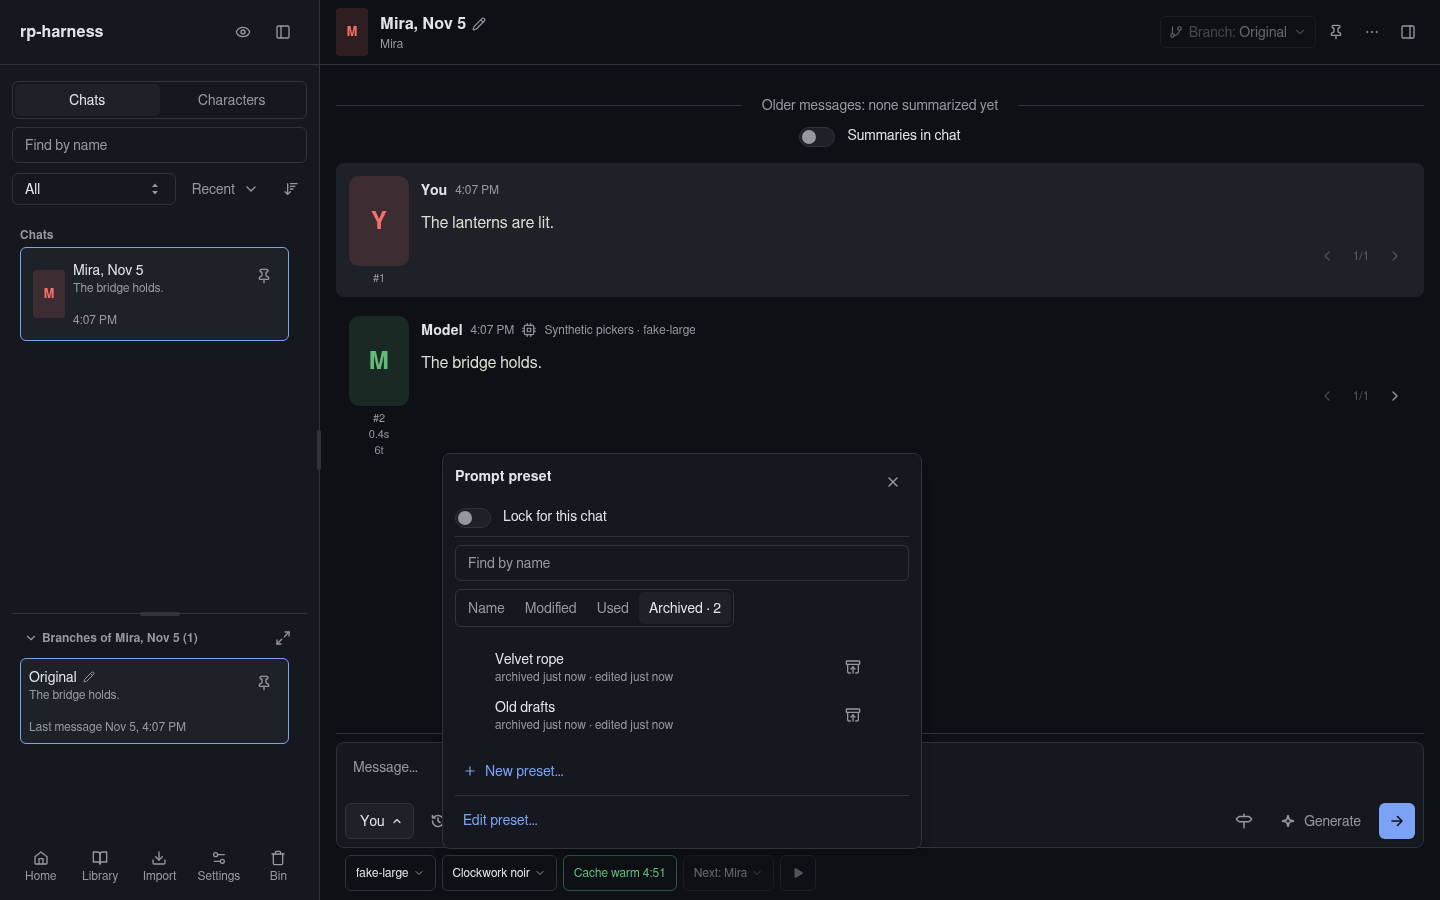 rp-harness
Chats
Characters
Find by name
All
Recent
Chats
M
Mira, Nov 5
The bridge holds.
4:07 PM
Branches of Mira, Nov 5 (1)
Original
The bridge holds.
Last message Nov 5, 4:07 PM
Home
Library
Import
Settings
Bin
M
Mira, Nov 5
Mira
Branch: Original
Older messages: none summarized yet
Summaries in chat
Y
You 4:07 PM
The lanterns are lit.
#1
1/1
M
Model 4:07 PM Synthetic pickers · fake-large
The bridge holds.
1/1
#2
0.4s
6t
Prompt preset
Lock for this chat
Find by name
Name Modified Used Archived · 2
Velvet rope
archived just now · edited just now
Old drafts
archived just now · edited just now
New preset...
Edit preset...
Message...
You
Generate
fake-large
Clockwork noir
Cache warm 4:51
Next: Mira